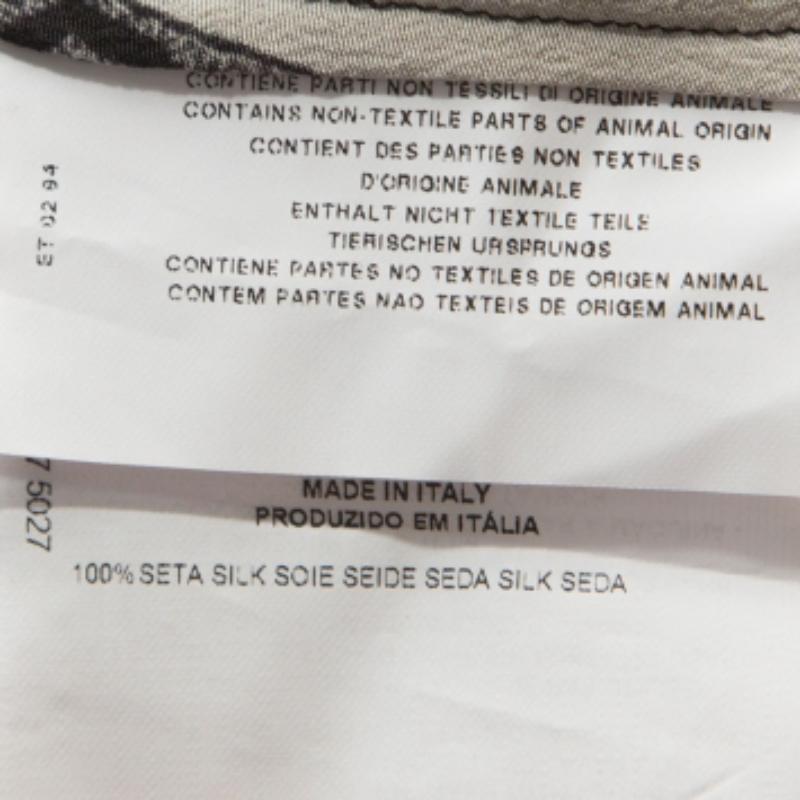 CONTIENE PARTI NON TESSILI DI ORIGINE ANIMALE
CONTAINS NON-TEXTILE PARTS OF ANIMAL ORIGIN
CONTIENT DES PARTIES NON TEXTILES
D'ORIGINE ANIMALE
ENTHALT NICHT TEXTILE TEILE
TIERISCHEN URSPRUNGS
CONTIENE PARTES NO TEXTILES DE ORIGEN ANIMAL
CONTEM PARTES NAO TEXTEIS DE ORIGEM ANIMAL
ET 02 94
MADE IN ITALY
PRODUZIDO EM ITÁLIA
100% SETA SILK SOIE SEIDE SEDA SILK SEDA
7 5027